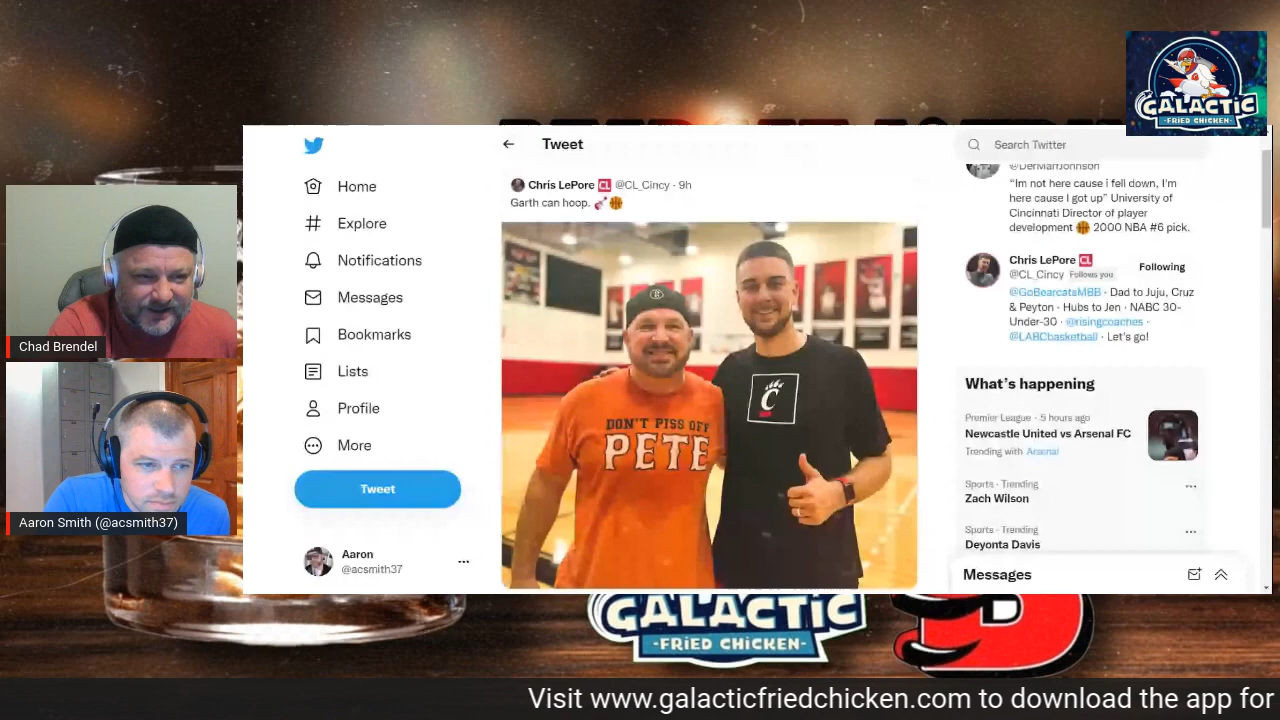 GALACTIC
-FRIED CHICKEN-
Tweet
Search Twitter
Home
Explore
Notifications
Messages
Bookmarks
Lists
Profile
More
Tweet
Aaron
@acsmith37
Chris LePore CL @CL_Cincy · 9h
Garth can hoop. 🎸🏀
DON'T PISS OFF
PETE
C
@DerMarrJohnson
"Im not here cause i fell down, I'm
here cause I got up" University of
Cincinnati Director of player
development 🏀 2000 NBA #6 pick.
Chris LePore CL
@CL_Cincy Follows you
Following
@GoBearcatsMBB · Dad to Juju, Cruz
& Peyton · Hubs to Jen · NABC 30-
Under-30 · @risingcoaches ·
@LABCbasketball · Let's go!
What's happening
Premier League · 5 hours ago
Newcastle United vs Arsenal FC
Trending with Arsenal
Sports · Trending
Zach Wilson
Sports · Trending
Deyonta Davis
Messages
Chad Brendel
Aaron Smith (@acsmith37)
GALACTIC
-FRIED CHICKEN-
Visit www.galacticfriedchicken.com to download the app for